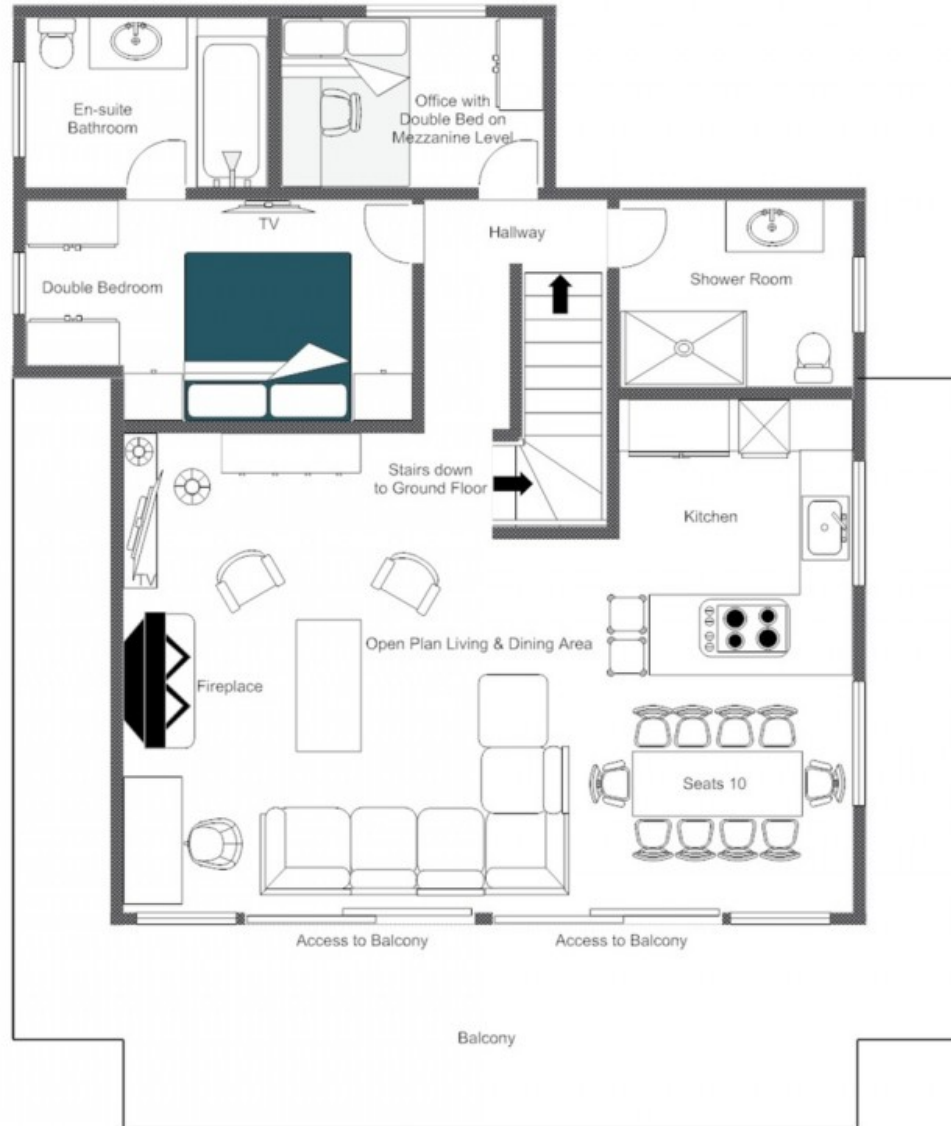 En-suite
Bathroom
Office with
Double Bed on
Mezzanine Level
TV
Hallway
Double Bedroom
Shower Room
Stairs down
to Ground Floor
Kitchen
TV
Open Plan Living & Dining Area
Fireplace
Seats 10
Access to Balcony
Access to Balcony
Balcony